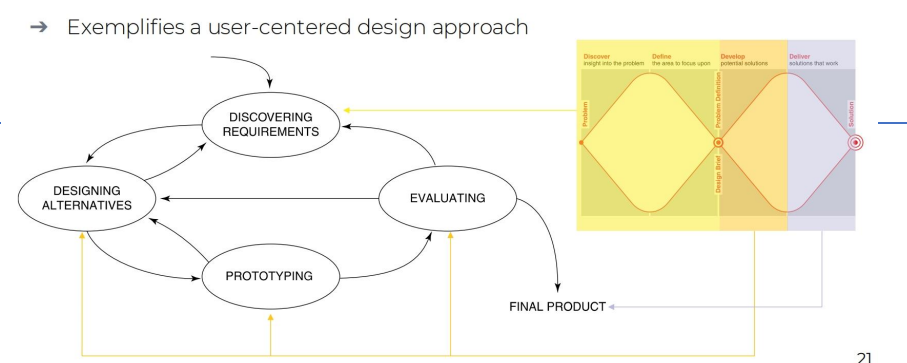 ➔ Exemplifies a user-centered design approach
DISCOVERING
REQUIREMENTS
DESIGNING
ALTERNATIVES
EVALUATING
PROTOTYPING
FINAL PRODUCT
Discover
insight into the problem
Define
the area to focus upon
Develop
potential solutions
Deliver
solutions that work
Problem
Problem Definition
Design Brief
Solution
21